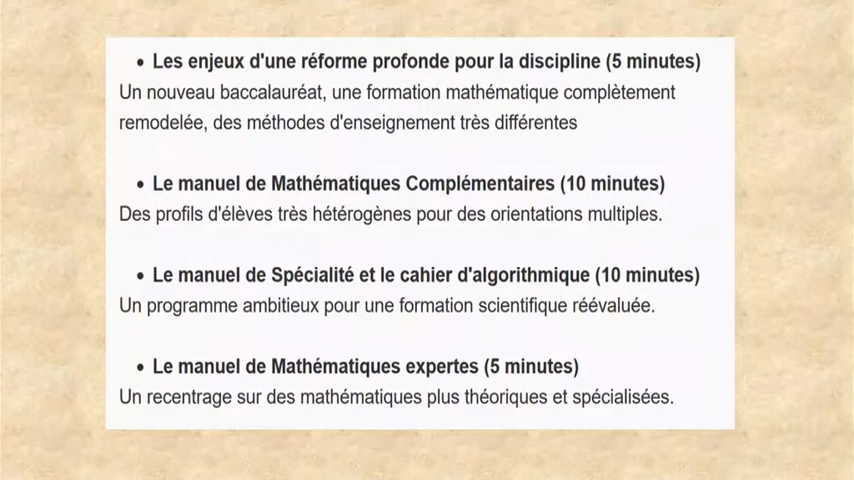 • Les enjeux d'une réforme profonde pour la discipline (5 minutes)
Un nouveau baccalauréat, une formation mathématique complètement
remodelée, des méthodes d'enseignement très différentes
• Le manuel de Mathématiques Complémentaires (10 minutes)
Des profils d'élèves très hétérogènes pour des orientations multiples.
• Le manuel de Spécialité et le cahier d'algorithmique (10 minutes)
Un programme ambitieux pour une formation scientifique réévaluée.
• Le manuel de Mathématiques expertes (5 minutes)
Un recentrage sur des mathématiques plus théoriques et spécialisées.